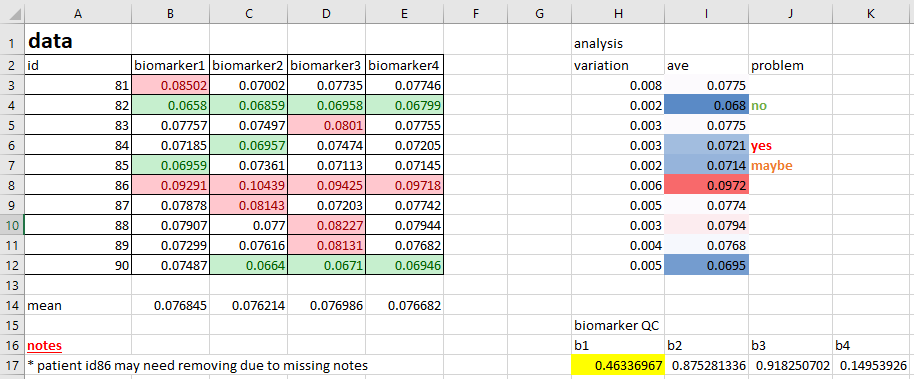 A B C D E F G H I J K
1 data analysis
2 id biomarker1 biomarker2 biomarker3 biomarker4 variation ave problem
3 81 0.08502 0.07002 0.07735 0.07746 0.008 0.0775
4 82 0.0658 0.06859 0.06958 0.06799 0.002 0.068 no
5 83 0.07757 0.07497 0.0801 0.07755 0.003 0.0775
6 84 0.07185 0.06957 0.07474 0.07205 0.003 0.0721 yes
7 85 0.06959 0.07361 0.07113 0.07145 0.002 0.0714 maybe
8 86 0.09291 0.10439 0.09425 0.09718 0.006 0.0972
9 87 0.07878 0.08143 0.07203 0.07742 0.005 0.0774
10 88 0.07907 0.077 0.08227 0.07944 0.003 0.0794
11 89 0.07299 0.07616 0.08131 0.07682 0.004 0.0768
12 90 0.07487 0.0664 0.0671 0.06946 0.005 0.0695
13
14 mean 0.076845 0.076214 0.076986 0.076682
15 biomarker QC
16 notes b1 b2 b3 b4
17 * patient id86 may need removing due to missing notes 0.46336967 0.875281336 0.918250702 0.14953926